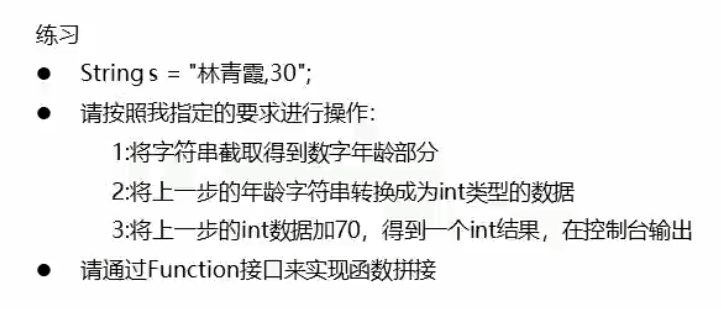 练习
● String s = "林青霞,30";
● 请按照我指定的要求进行操作：
1:将字符串截取得到数字年龄部分
2:将上一步的年龄字符串转换成为int类型的数据
3:将上一步的int数据加70，得到一个int结果，在控制台输出
● 请通过Function接口来实现函数拼接